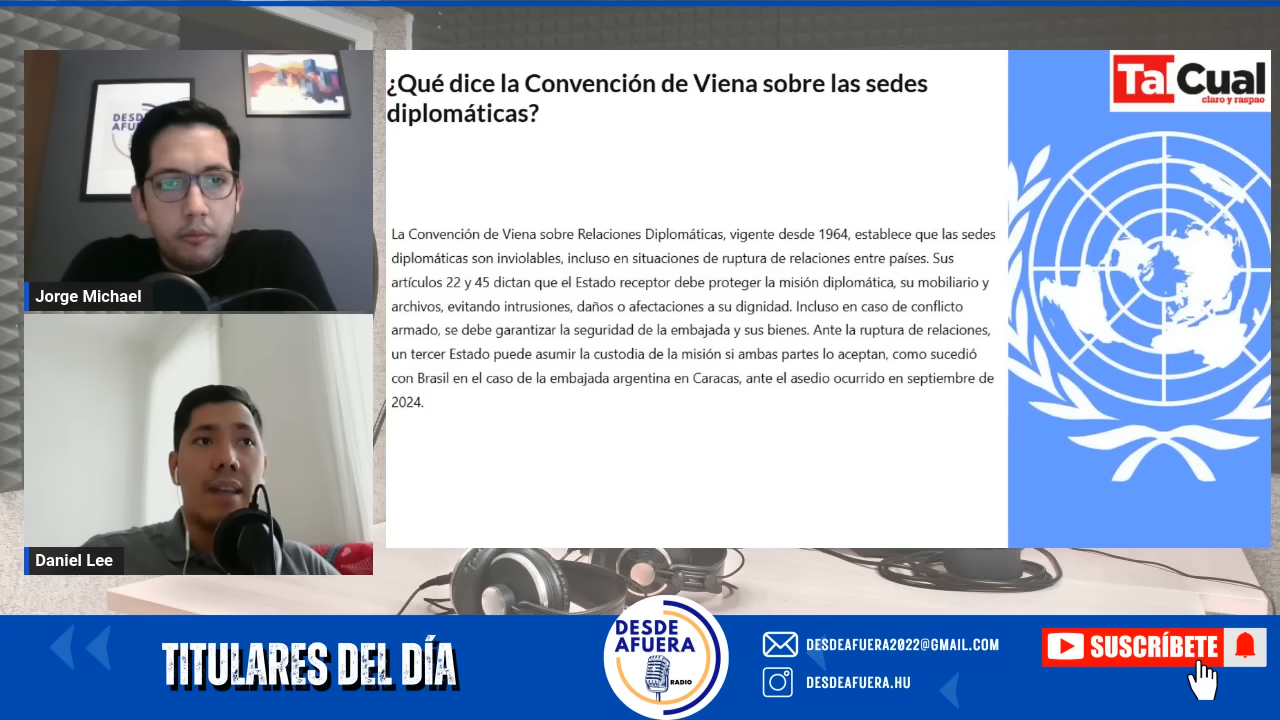 DESDE
AFUERA
Jorge Michael
Daniel Lee
¿Qué dice la Convención de Viena sobre las sedes
diplomáticas?
TalCual
claro y raspao
La Convención de Viena sobre Relaciones Diplomáticas, vigente desde 1964, establece que las sedes
diplomáticas son inviolables, incluso en situaciones de ruptura de relaciones entre países. Sus
artículos 22 y 45 dictan que el Estado receptor debe proteger la misión diplomática, su mobiliario y
archivos, evitando intrusiones, daños o afectaciones a su dignidad. Incluso en caso de conflicto
armado, se debe garantizar la seguridad de la embajada y sus bienes. Ante la ruptura de relaciones,
un tercer Estado puede asumir la custodia de la misión si ambas partes lo aceptan, como sucedió
con Brasil en el caso de la embajada argentina en Caracas, ante el asedio ocurrido en septiembre de
2024.
TITULARES DEL DÍA
DESDE
AFUERA
RADIO
DESDEAFUERA2022@GMAIL.COM
DESDEAFUERA.HU
SUSCRÍBETE